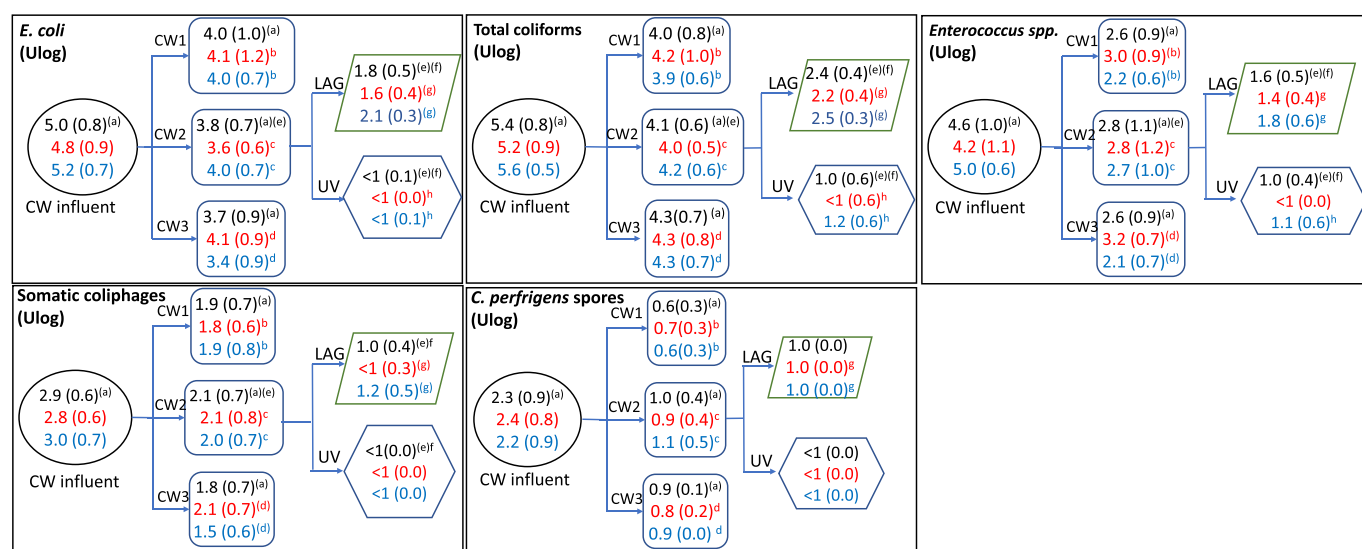 E. coli
(Ulog)
CW1
4.0 (1.0)(a)
4.1 (1.2)b
4.0 (0.7)b
5.0 (0.8)(a)
4.8 (0.9)
5.2 (0.7)
CW influent
CW2
3.8 (0.7)(a)(e)
3.6 (0.6)c
4.0 (0.7)c
CW3
3.7 (0.9)(a)
4.1 (0.9)d
3.4 (0.9)d
LAG
1.8 (0.5)(e)(f)
1.6 (0.4)(g)
2.1 (0.3)(g)
UV
<1 (0.1)(e)(f)
<1 (0.0)h
<1 (0.1)h
Total coliforms
(Ulog)
CW1
4.0 (0.8)(a)
4.2 (1.0)b
3.9 (0.6)b
5.4 (0.8)(a)
5.2 (0.9)
5.6 (0.5)
CW influent
CW2
4.1 (0.6)(a)(e)
4.0 (0.5)c
4.2 (0.6)c
CW3
4.3(0.7)(a)
4.3 (0.8)d
4.3 (0.7)d
LAG
2.4 (0.4)(e)(f)
2.2 (0.4)(g)
2.5 (0.3)(g)
UV
1.0 (0.6)(e)(f)
<1 (0.6)h
1.2 (0.6)h
Enterococcus spp.
(Ulog)
CW1
2.6 (0.9)(a)
3.0 (0.9)(b)
2.2 (0.6)(b)
4.6 (1.0)(a)
4.2 (1.1)
5.0 (0.6)
CW influent
CW2
2.8 (1.1)(a)(e)
2.8 (1.2)c
2.7 (1.0)c
CW3
2.6 (0.9)(a)
3.2 (0.7)(d)
2.1 (0.7)(d)
LAG
1.6 (0.5)(e)(f)
1.4 (0.4)g
1.8 (0.6)g
UV
1.0 (0.4)(e)(f)
<1 (0.0)
1.1 (0.6)h
Somatic coliphages
(Ulog)
CW1
1.9 (0.7)(a)
1.8 (0.6)b
1.9 (0.8)b
2.9 (0.6)(a)
2.8 (0.6)
3.0 (0.7)
CW influent
CW2
2.1 (0.7)(a)(e)
2.1 (0.8)c
2.0 (0.7)c
CW3
1.8 (0.7)(a)
2.1 (0.7)(d)
1.5 (0.6)(d)
LAG
1.0 (0.4)(e)f
<1 (0.3)(g)
1.2 (0.5)(g)
UV
<1(0.0)(e)f
<1 (0.0)
<1 (0.0)
C. perfrigens spores
(Ulog)
CW1
0.6(0.3)(a)
0.7(0.3)b
0.6(0.3)b
2.3 (0.9)(a)
2.4 (0.8)
2.2 (0.9)
CW influent
CW2
1.0 (0.4)(a)
0.9 (0.4)c
1.1 (0.5)c
CW3
0.9 (0.1)(a)
0.8 (0.2)d
0.9 (0.0) d
LAG
1.0 (0.0)
1.0 (0.0)g
1.0 (0.0)g
UV
<1 (0.0)
<1 (0.0)
<1 (0.0)